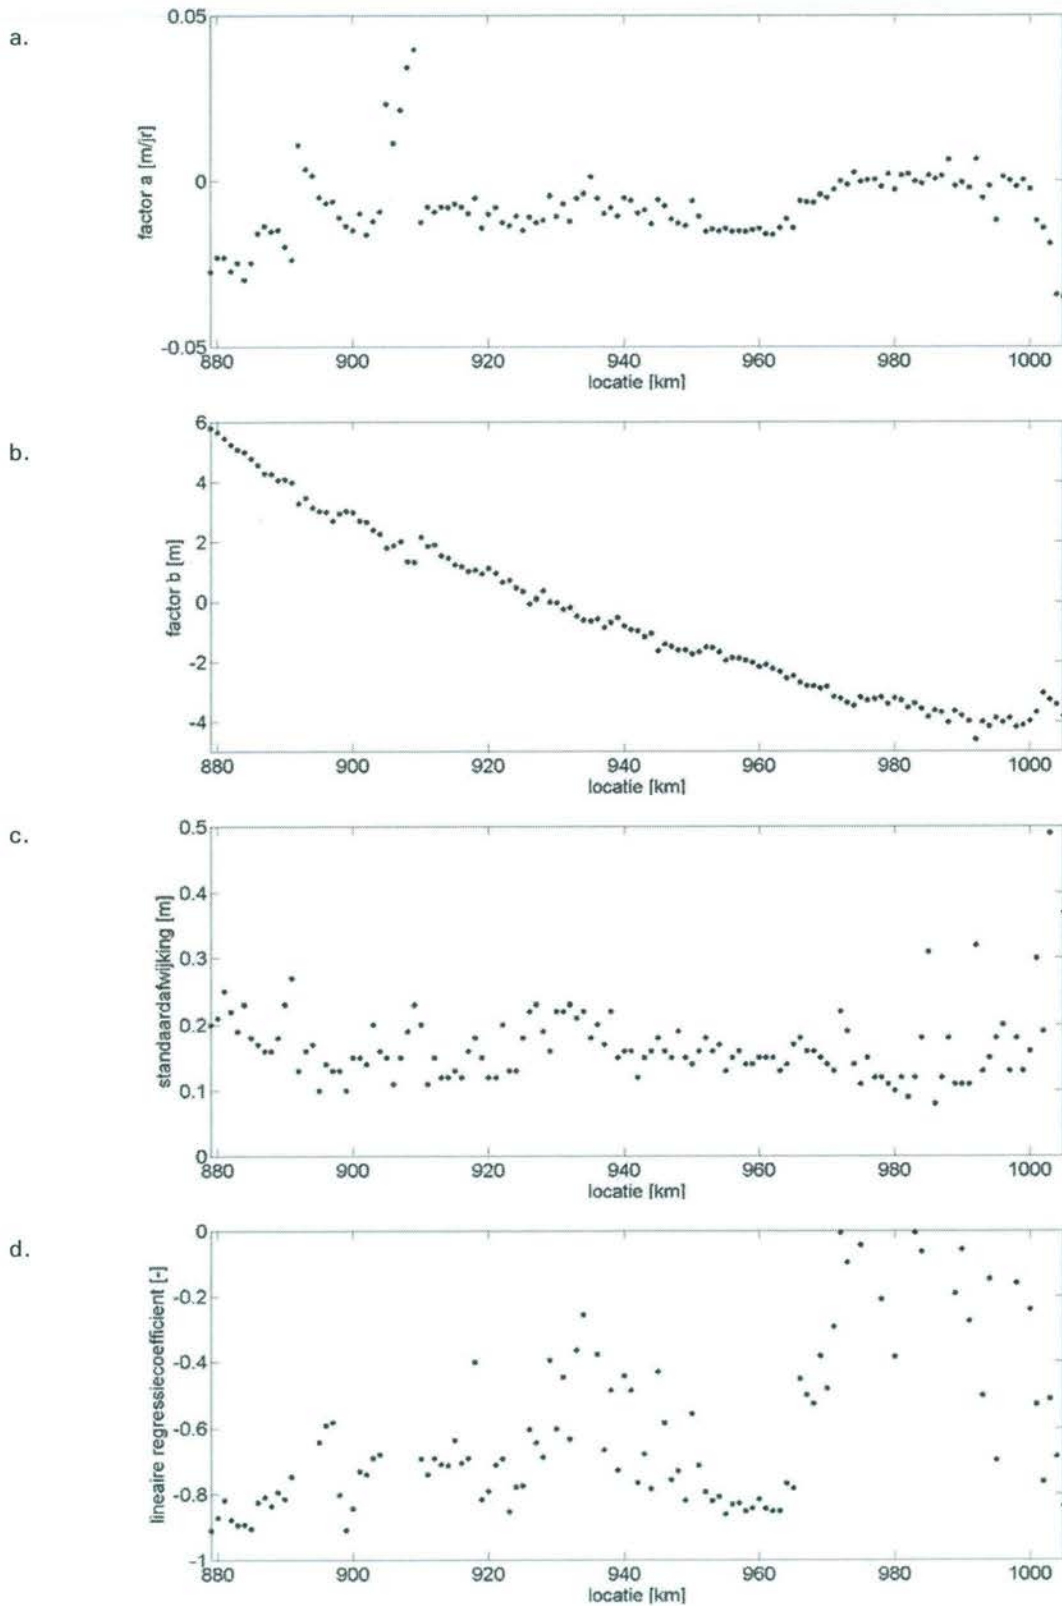 a.
0.05
factor a [m/jr]
0
-0.05
880 900 920 940 960 980 1000
locatie [km]
b.
6
4
2
factor b [m]
0
-2
-4
880 900 920 940 960 980 1000
locatie [km]
c.
0.5
0.4
standaardafwijking [m]
0.3
0.2
0.1
0
880 900 920 940 960 980 1000
locatie [km]
d.
0
lineaire regressiecoefficient [-]
-0.2
-0.4
-0.6
-0.8
-1
880 900 920 940 960 980 1000
locatie [km]